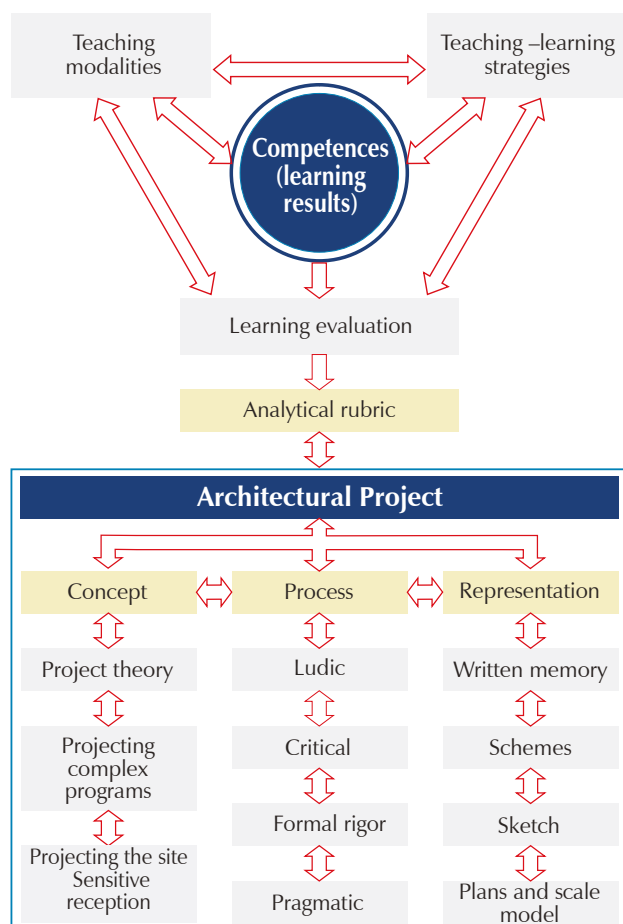 Teaching
modalities
Teaching –learning
strategies
Competences
(learning
results)
Learning evaluation
Analytical rubric
Architectural Project
Concept
Process
Representation
Project theory
Ludic
Written memory
Projecting
complex
programs
Critical
Schemes
Formal rigor
Sketch
Projecting the site
Sensitive
reception
Pragmatic
Plans and scale
model